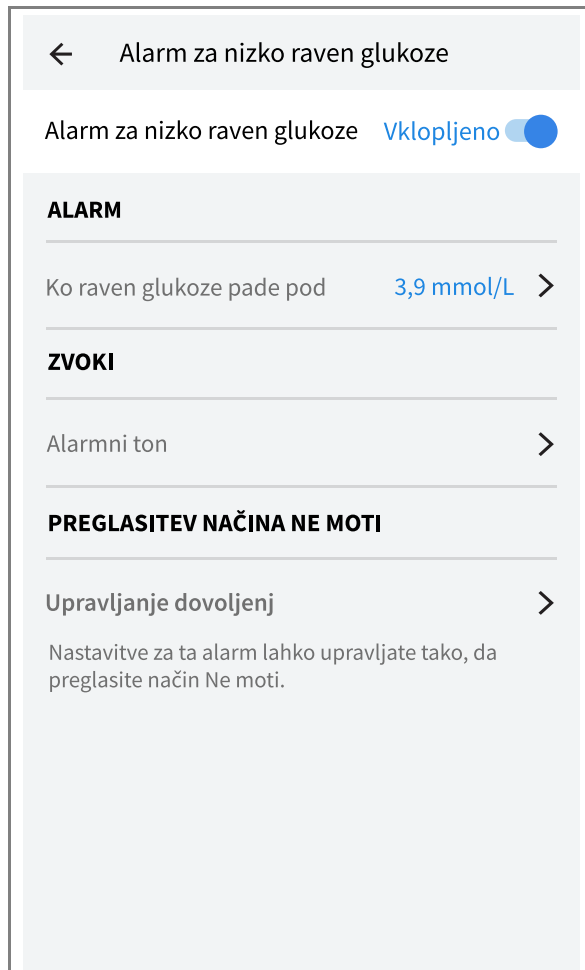 Alarm za nizko raven glukoze
Alarm za nizko raven glukoze Vklopljeno
ALARM
Ko raven glukoze pade pod 3,9 mmol/L
ZVOKI
Alarmni ton
PREGLASITEV NAČINA NE MOTI
Upravljanje dovoljenj
Nastavitve za ta alarm lahko upravljate tako, da
preglasite način Ne moti.